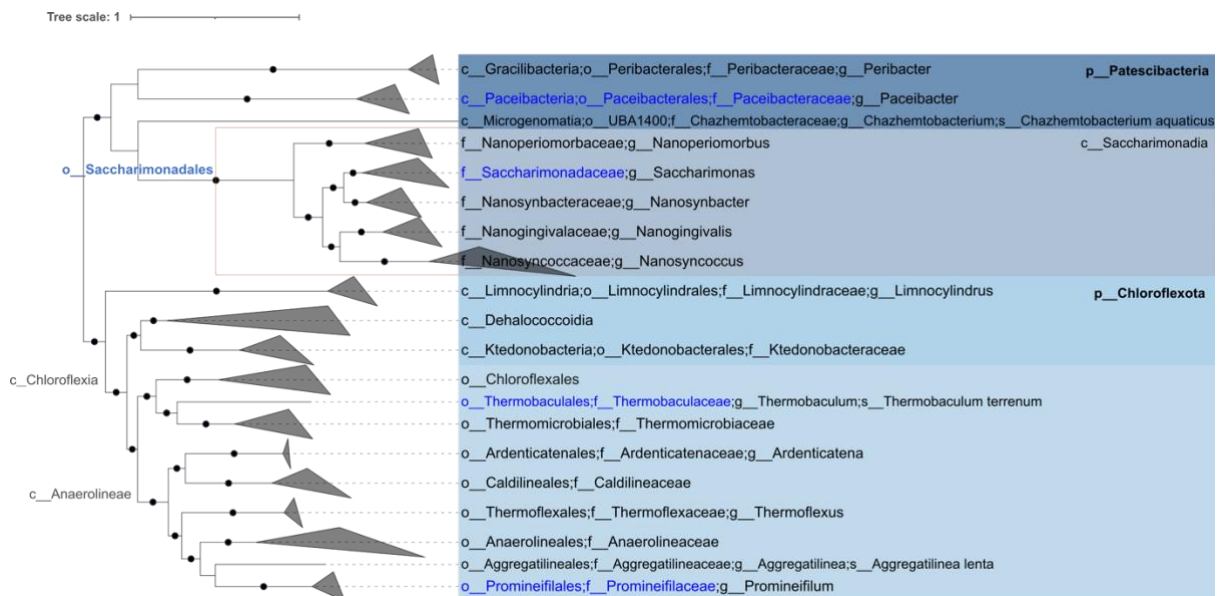 Tree scale: 1
c__Gracilibacteria;o__Peribacterales;f__Peribacteraceae;g__Peribacter
p__Patescibacteria
c__Paceibacteria;o__Paceibacterales;f__Paceibacteraceae;g__Paceibacter
c__Microgenomatia;o__UBA1400;f__Chazhemtobacteraceae;g__Chazhemtobacterium;s__Chazhemtobacterium aquaticus
f__Nanoperiomorbaceae;g__Nanoperiomorbus
c__Saccharimonadia
o__Saccharimonadales
f__Saccharimonadaceae;g__Saccharimonas
f__Nanosynbacteraceae;g__Nanosynbacter
f__Nanogingivalaceae;g__Nanogingivalis
f__Nanosyncoccaceae;g__Nanosyncoccus
c__Limnocylindria;o__Limnocylindrales;f__Limnocylindraceae;g__Limnocylindrus
p__Chloroflexota
c__Dehalococcoidia
c__Ktedonobacteria;o__Ktedonobacterales;f__Ktedonobacteraceae
c_Chloroflexia
o__Chloroflexales
o__Thermobaculales;f__Thermobaculaceae;g__Thermobaculum;s__Thermobaculum terrenum
o__Thermomicrobiales;f__Thermomicrobiaceae
o__Ardenticatenales;f__Ardenticatenaceae;g__Ardenticatena
o__Caldilineales;f__Caldilineaceae
c__Anaerolineae
o__Thermoflexales;f__Thermoflexaceae;g__Thermoflexus
o__Anaerolineales;f__Anaerolineaceae
o__Aggregatilineales;f__Aggregatilineaceae;g__Aggregatilinea;s__Aggregatilinea lenta
o__Promineifilales;f__Promineifilaceae;g__Promineifilum